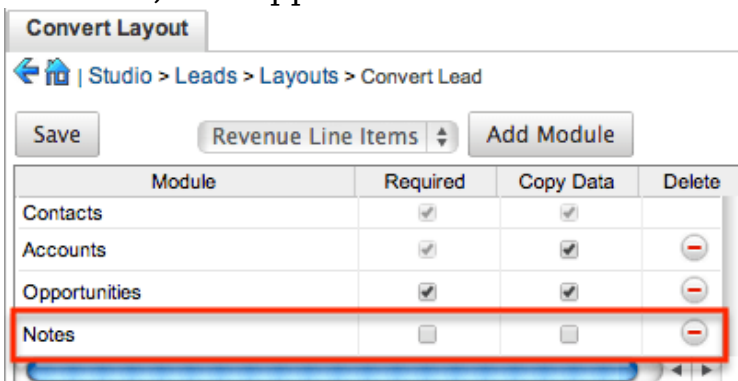 Convert Layout
| Studio > Leads > Layouts > Convert Lead
Save Revenue Line Items Add Module
Module Required Copy Data Delete
Contacts
Accounts
Opportunities
Notes